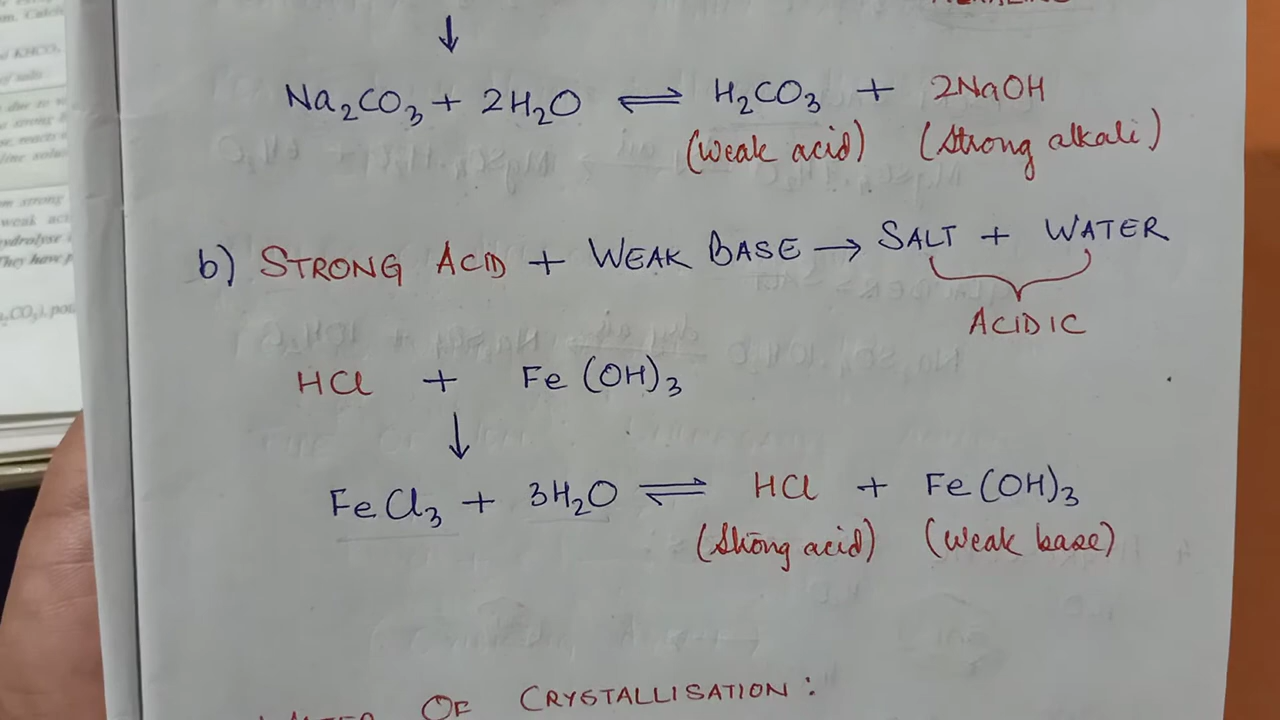 ↓
Na₂CO₃ + 2H₂O ⇌ H₂CO₃ + 2NaOH
(Weak acid) (Strong alkali)
b) STRONG ACID + WEAK BASE → SALT + WATER
ACIDIC
HCl + Fe(OH)₃
↓
FeCl₃ + 3H₂O ⇌ HCl + Fe(OH)₃
(Strong acid) (Weak base)
OF CRYSTALLISATION :